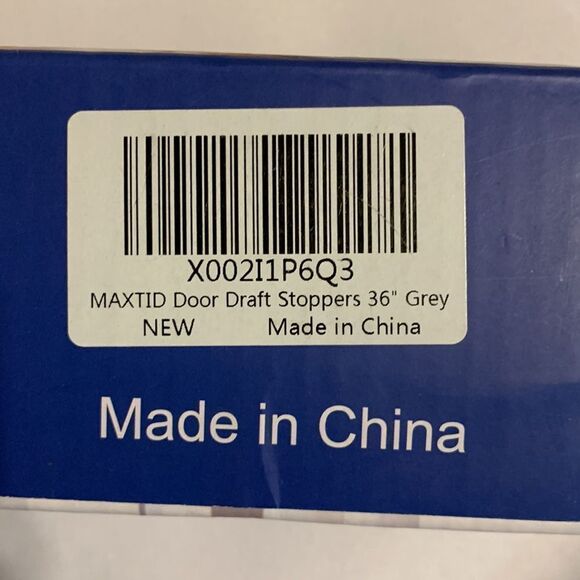 X002I1P6Q3
MAXTID Door Draft Stoppers 36" Grey
NEW Made in China
Made in China